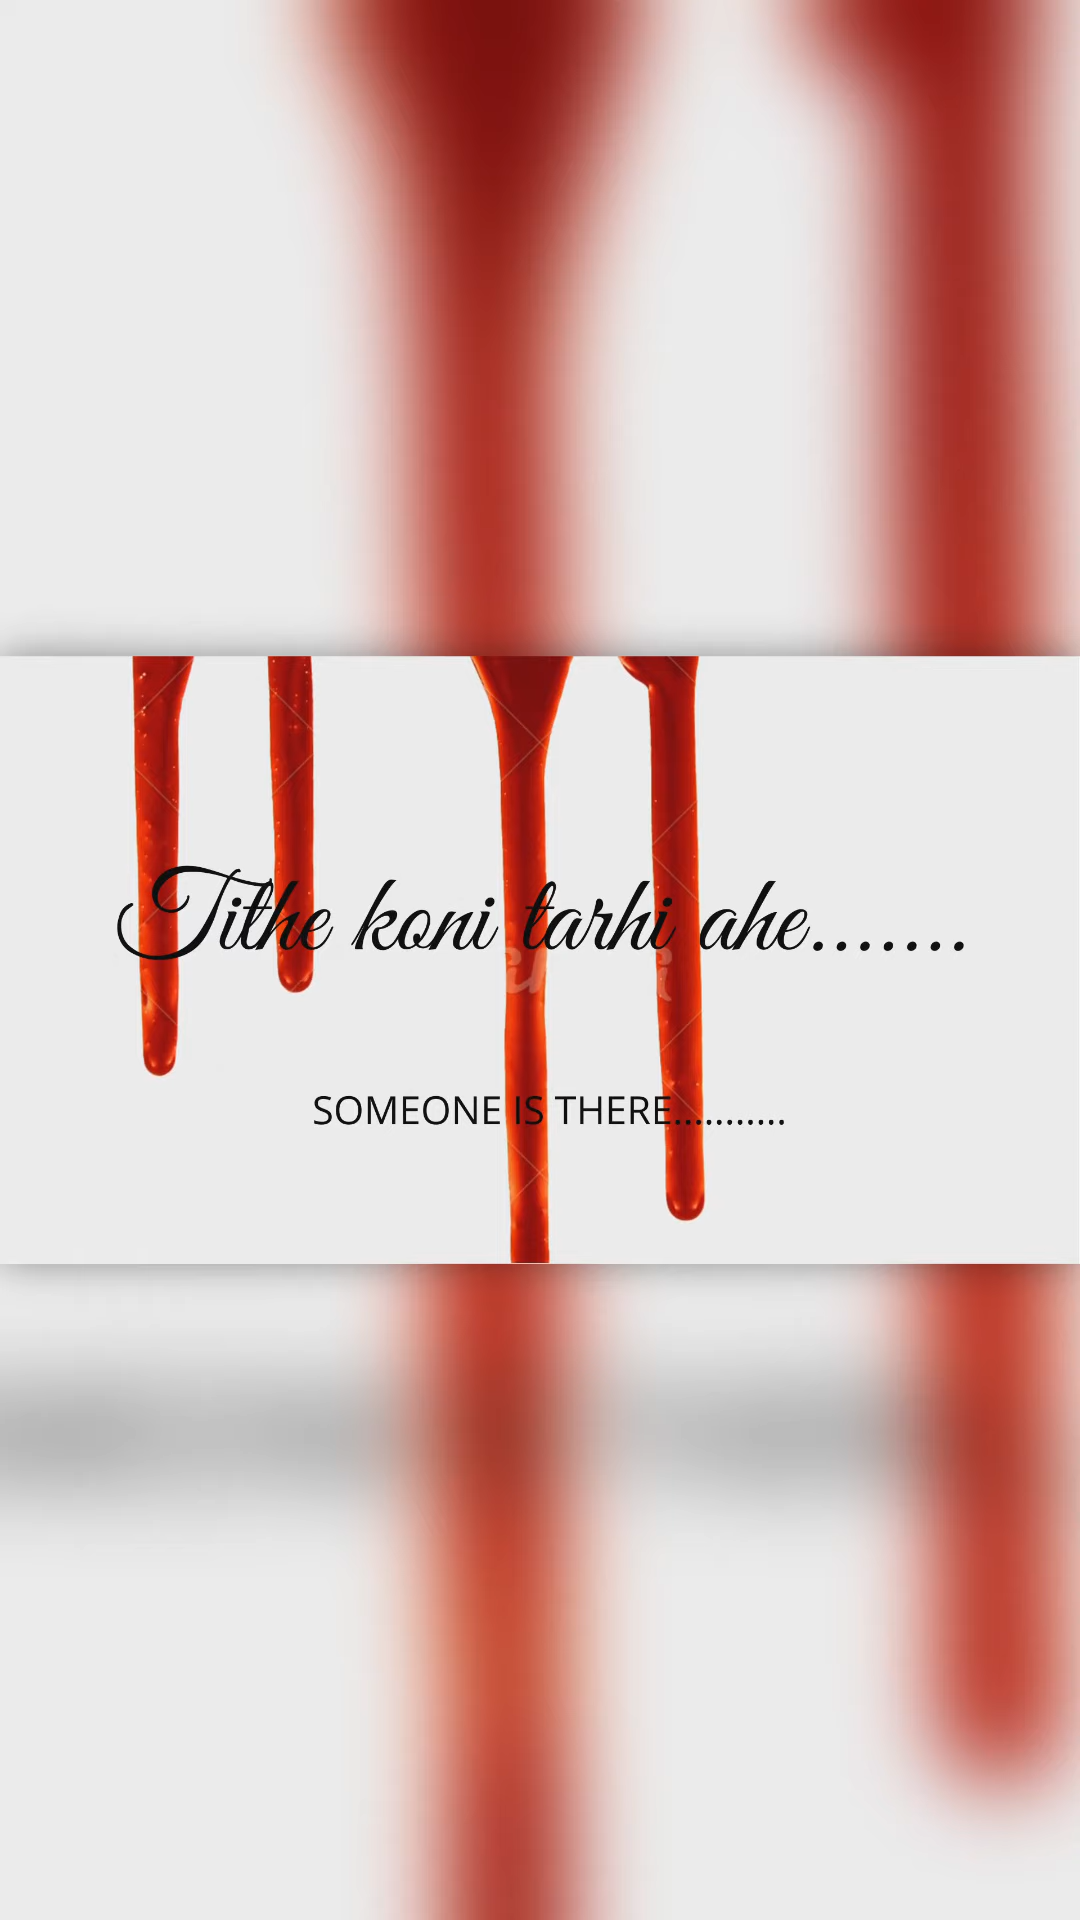 Tithe koni tarhi ahe.......
SOMEONE IS THERE...........